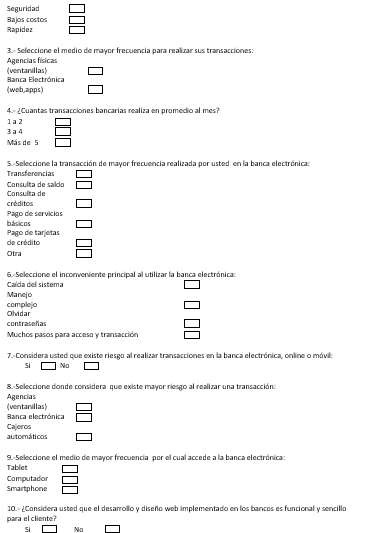 Seguridad
Bajos costos
Rapidez
3.- Seleccione el medio de mayor frecuencia para realizar sus transacciones:
Agencias físicas
(ventanillas)
Banca Electrónica
(web,apps)
4.- ¿Cuantas transacciones bancarias realiza en promedio al mes?
1 a 2
3 a 4
Más de 5
5.-Seleccione la transacción de mayor frecuencia realizada por usted en la banca electrónica:
Transferencias
Consulta de saldo
Consulta de
créditos
Pago de servicios
básicos
Pago de tarjetas
de crédito
Otra
6.-Seleccione el inconveniente principal al utilizar la banca electrónica:
Caída del sistema
Manejo
complejo
Olvidar
contraseñas
Muchos pasos para acceso y transacción
7.-Considera usted que existe riesgo al realizar transacciones en la banca electrónica, online o móvil:
Si No
8.-Seleccione donde considera que existe mayor riesgo al realizar una transacción:
Agencias
(ventanillas)
Banca electrónica
Cajeros
automáticos
9.-Seleccione el medio de mayor frecuencia por el cual accede a la banca electrónica:
Tablet
Computador
Smartphone
10.- ¿Considera usted que el desarrollo y diseño web implementado en los bancos es funcional y sencillo
para el cliente?
Si No